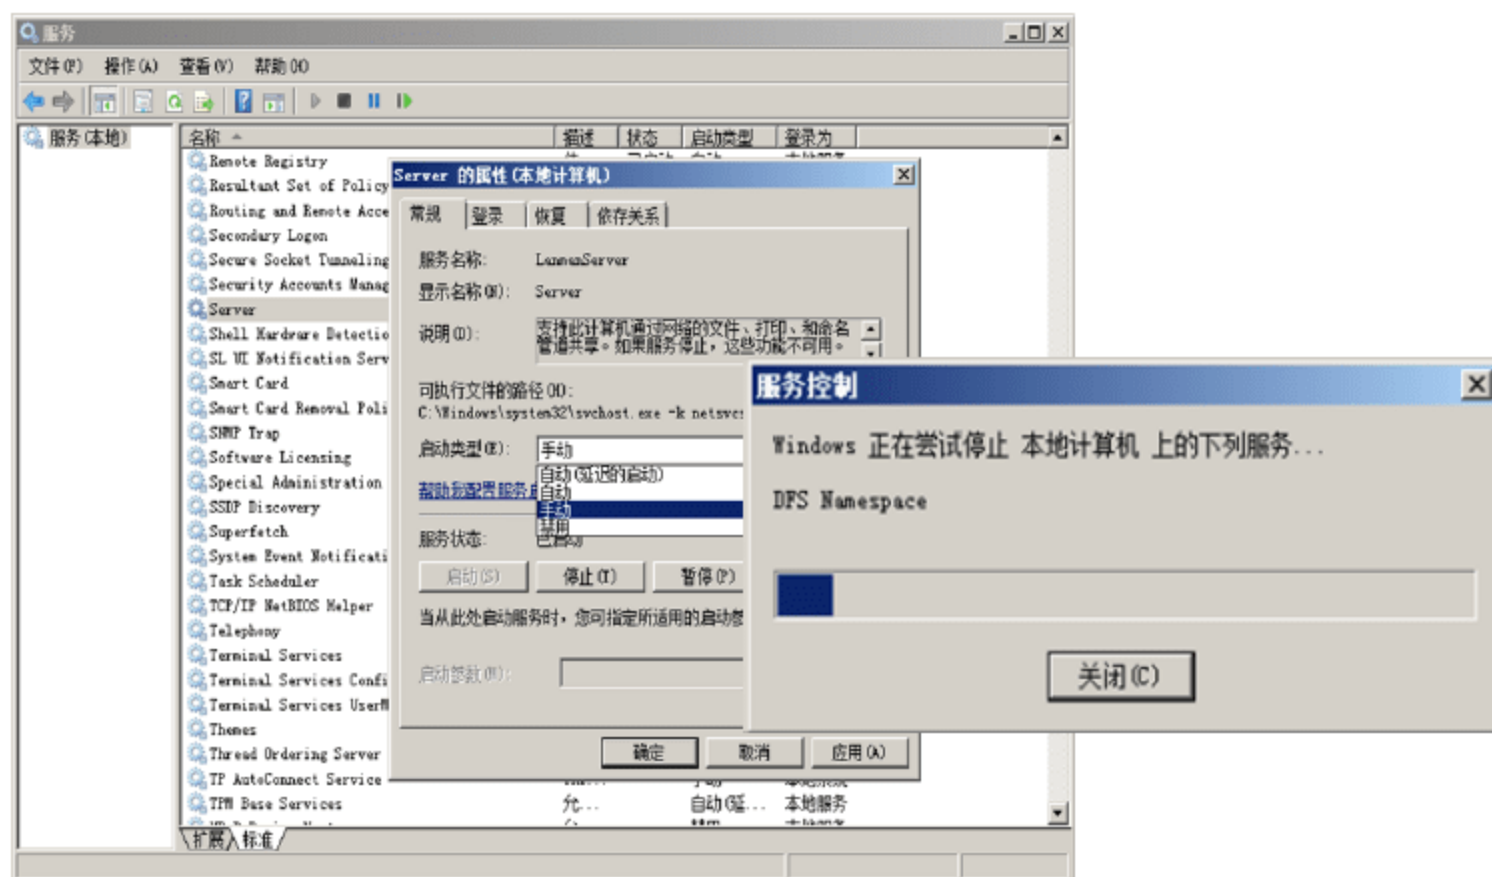 服务
文件(F) 操作(A) 查看(V) 帮助(H)
服务(本地)
名称 描述 状态 启动类型 登录为
Remote Registry
Resultant Set of Policy
Routing and Remote Acce
Secondary Logon
Secure Socket Tunneling
Security Accounts Manag
Server
Shell Hardware Detectio
SL UI Notification Serv
Smart Card
Smart Card Removal Poli
SNMP Trap
Software Licensing
Special Administration
SSDP Discovery
Superfetch
System Event Notificati
Task Scheduler
TCP/IP NetBIOS Helper
Telephony
Terminal Services
Terminal Services Confi
Terminal Services UserM
Themes
Thread Ordering Server
TP AutoConnect Service
TPM Base Services 允... 自动(延... 本地服务
扩展 标准
Server 的属性(本地计算机)
常规 登录 恢复 依存关系
服务名称: LanmanServer
显示名称(N): Server
说明(D): 支持此计算机通过网络的文件、打印、和命名
管道共享。如果服务停止，这些功能不可用。
可执行文件的路径(H):
C:\Windows\system32\svchost.exe -k netsvcs
启动类型(E): 手动
自动(延迟的启动)
自动
手动
禁用
帮助我配置服务
服务状态: 已启动
启动(S) 停止(T) 暂停(P)
当从此处启动服务时，您可指定所适用的启动参
启动参数(M):
确定 取消 应用(A)
服务控制
Windows 正在尝试停止 本地计算机 上的下列服务...
DFS Namespace
关闭(C)